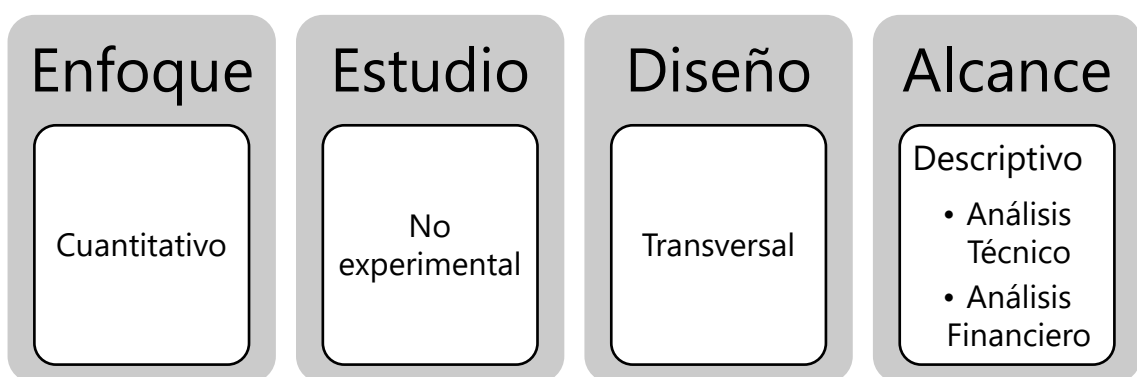 Enfoque
Cuantitativo
Estudio
No
experimental
Diseño
Transversal
Alcance
Descriptivo
• Análisis
Técnico
• Análisis
Financiero